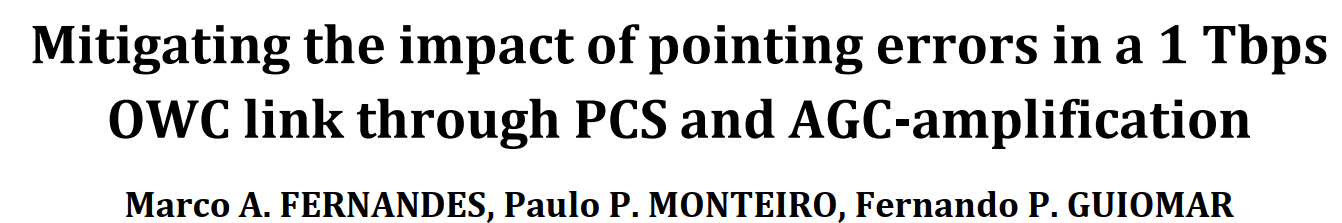 Mitigating the impact of pointing errors in a 1 Tbps
OWC link through PCS and AGC-amplification
Marco A. FERNANDES, Paulo P. MONTEIRO, Fernando P. GUIOMAR